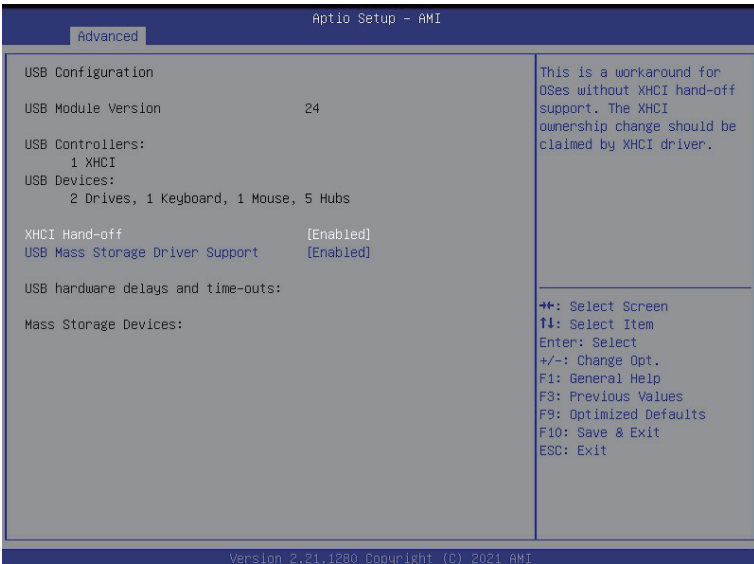 Aptio Setup – AMI
Advanced
USB Configuration
USB Module Version 24
USB Controllers:
1 XHCI
USB Devices:
2 Drives, 1 Keyboard, 1 Mouse, 5 Hubs
XHCI Hand-off [Enabled]
USB Mass Storage Driver Support [Enabled]
USB hardware delays and time-outs:
Mass Storage Devices:
This is a workaround for
OSes without XHCI hand-off
support. The XHCI
ownership change should be
claimed by XHCI driver.
→←: Select Screen
↑↓: Select Item
Enter: Select
+/-: Change Opt.
F1: General Help
F3: Previous Values
F9: Optimized Defaults
F10: Save & Exit
ESC: Exit
Version 2.21.1280 Copyright (C) 2021 AMI